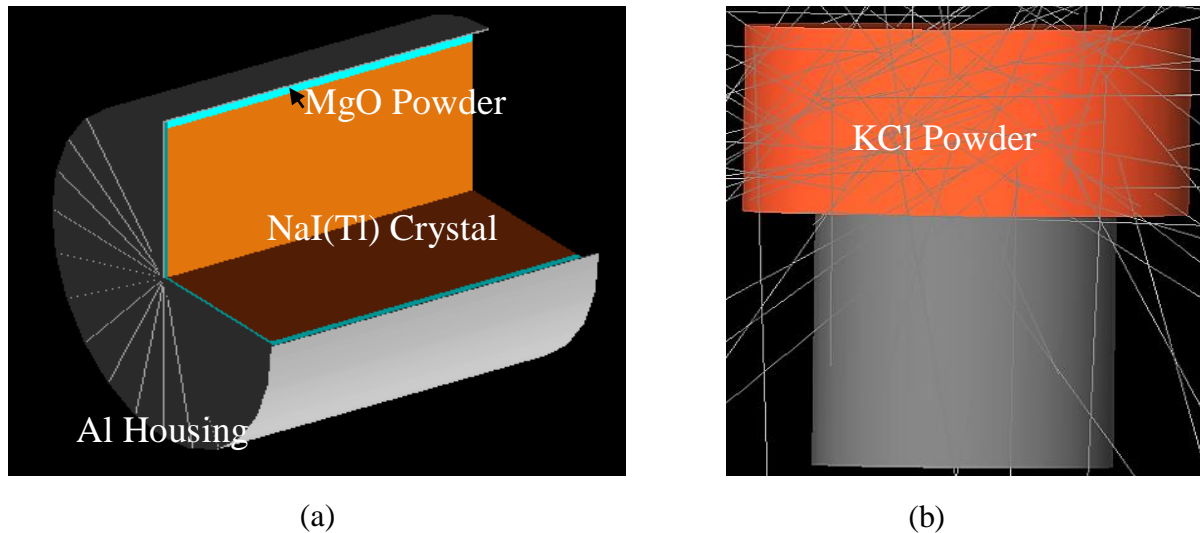 MgO Powder
NaI(Tl) Crystal
Al Housing
KCl Powder
(a)
(b)